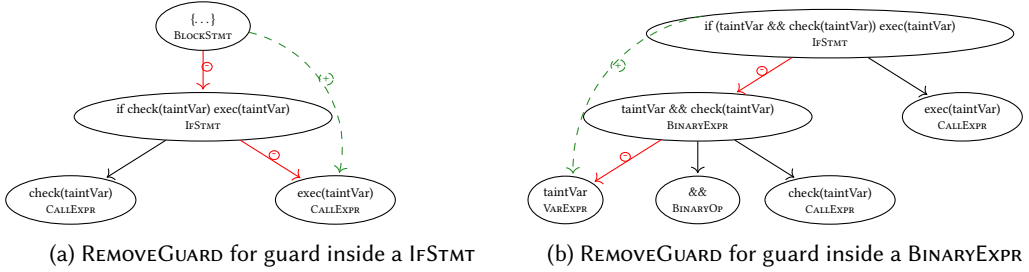 {...}
BLOCKSTMT
-
+
if check(taintVar) exec(taintVar)
IFSTMT
-
check(taintVar)
CALLEXPR
exec(taintVar)
CALLEXPR
(a) REMOVEGUARD for guard inside a IFSTMT
if (taintVar && check(taintVar)) exec(taintVar)
IFSTMT
+
-
taintVar && check(taintVar)
BINARYEXPR
exec(taintVar)
CALLEXPR
-
taintVar
VAREXPR
&&
BINARYOP
check(taintVar)
CALLEXPR
(b) REMOVEGUARD for guard inside a BINARYEXPR